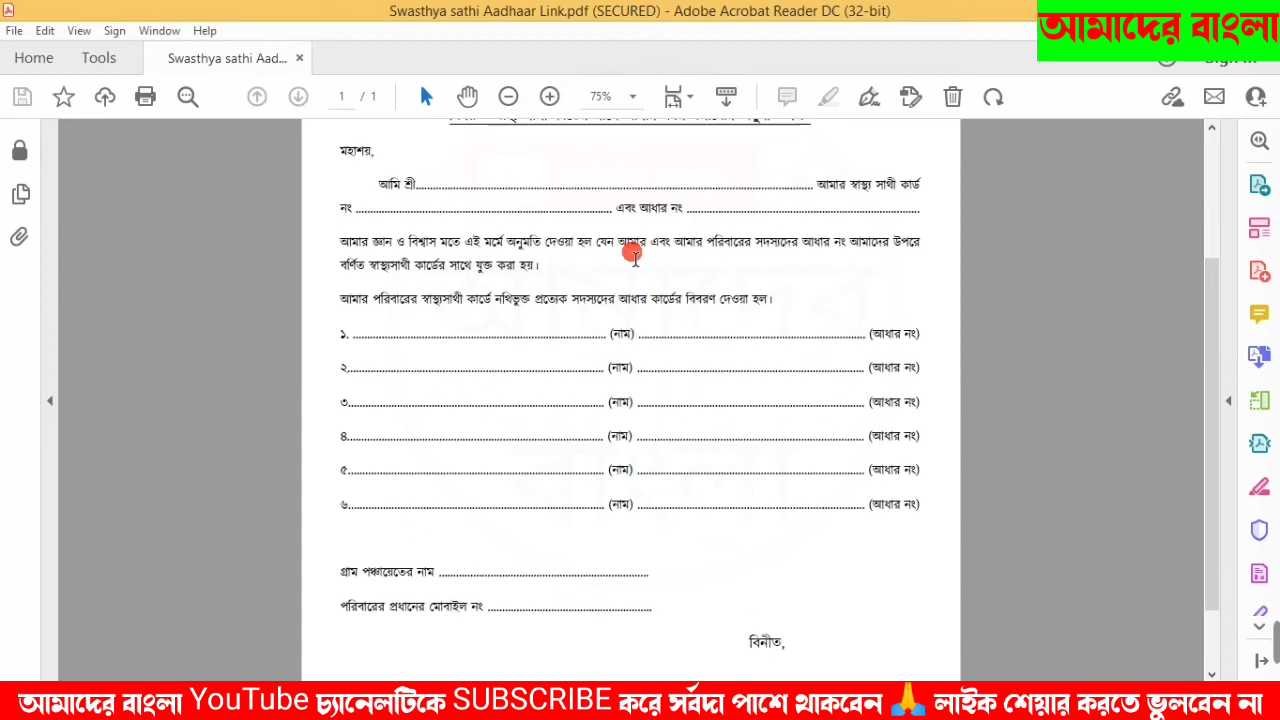 Swasthya sathi Aadhaar Link.pdf (SECURED) - Adobe Acrobat Reader DC (32-bit)
আমাদের বাংলা
File Edit View Sign Window Help
Home Tools Swasthya sathi Aad... ×
1 / 1 75%
মহাশয়,
আমি শ্রী........................ আমার স্বাস্থ্য সাথী কার্ড
নং ........................ এবং আধার নং ........................
আমার জ্ঞান ও বিশ্বাস মতে এই মর্মে অনুমতি দেওয়া হল যেন আমার এবং আমার পরিবারের সদস্যদের আধার নং আমাদের উপরে
বর্ণিত স্বাস্থ্যসাথী কার্ডের সাথে যুক্ত করা হয়।
আমার পরিবারের স্বাস্থ্যসাথী কার্ডে নথিভুক্ত প্রত্যেক সদস্যদের আধার কার্ডের বিবরণ দেওয়া হল।
১. ........................ (নাম) ........................ (আধার নং)
২......................... (নাম) ........................ (আধার নং)
৩......................... (নাম) ........................ (আধার নং)
৪......................... (নাম) ........................ (আধার নং)
৫......................... (নাম) ........................ (আধার নং)
৬......................... (নাম) ........................ (আধার নং)
গ্রাম পঞ্চায়েতের নাম ........................
পরিবারের প্রধানের মোবাইল নং ........................
বিনীত,
আমাদের বাংলা YouTube চ্যানেলটিকে SUBSCRIBE করে সর্বদা পাশে থাকবেন 🙏 লাইক শেয়ার করতে ভুলবেন না